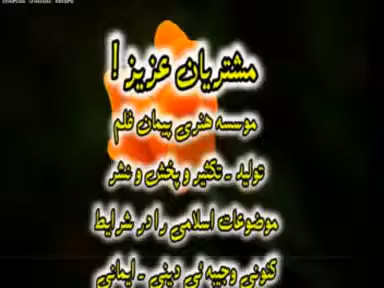 مشتریان عزیز !
موسسه هنری پیمان فلم
تولید ـ تکثیر و پخش و نشر
موضوعات اسلامی را در شرایط
کنونی وجیبه ئی دینی ـ ایمانی